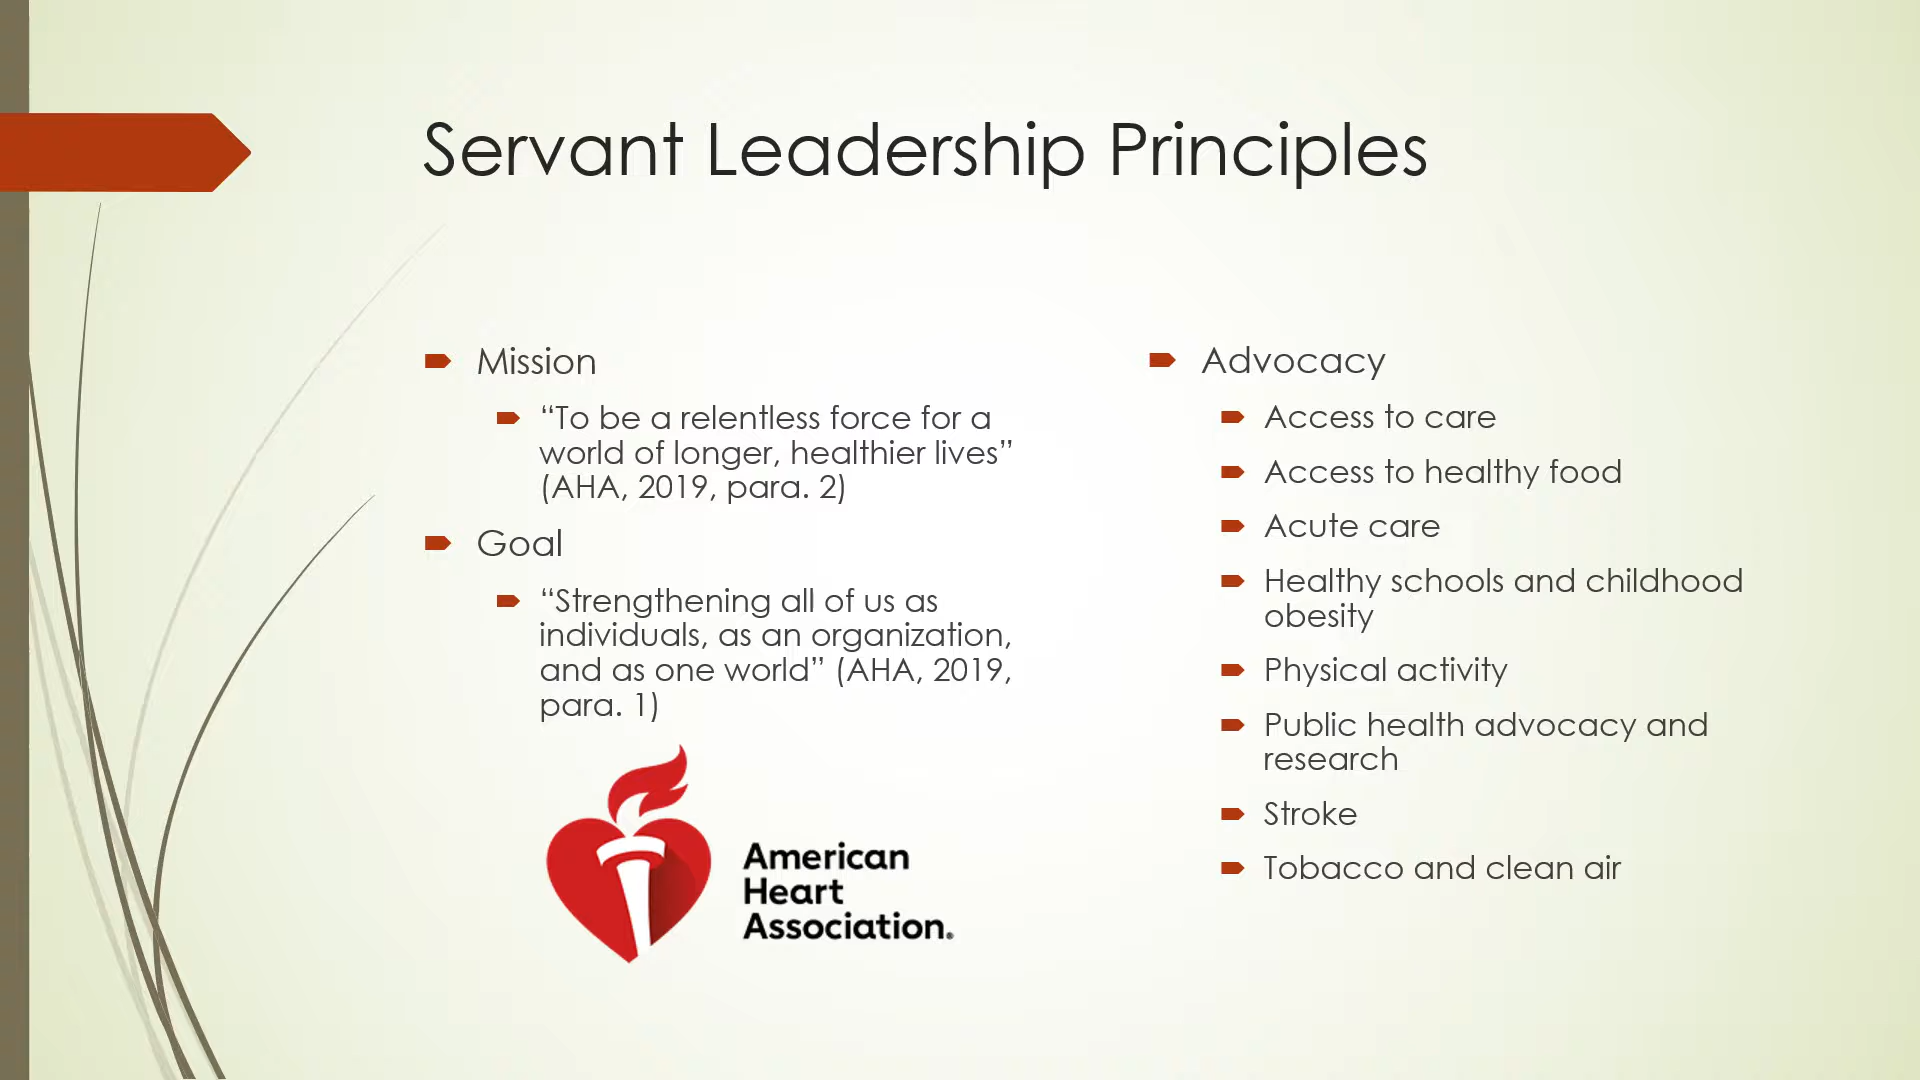 Servant Leadership Principles
Mission
“To be a relentless force for a
world of longer, healthier lives”
(AHA, 2019, para. 2)
Goal
“Strengthening all of us as
individuals, as an organization,
and as one world” (AHA, 2019,
para. 1)
American
Heart
Association®
Advocacy
Access to care
Access to healthy food
Acute care
Healthy schools and childhood
obesity
Physical activity
Public health advocacy and
research
Stroke
Tobacco and clean air